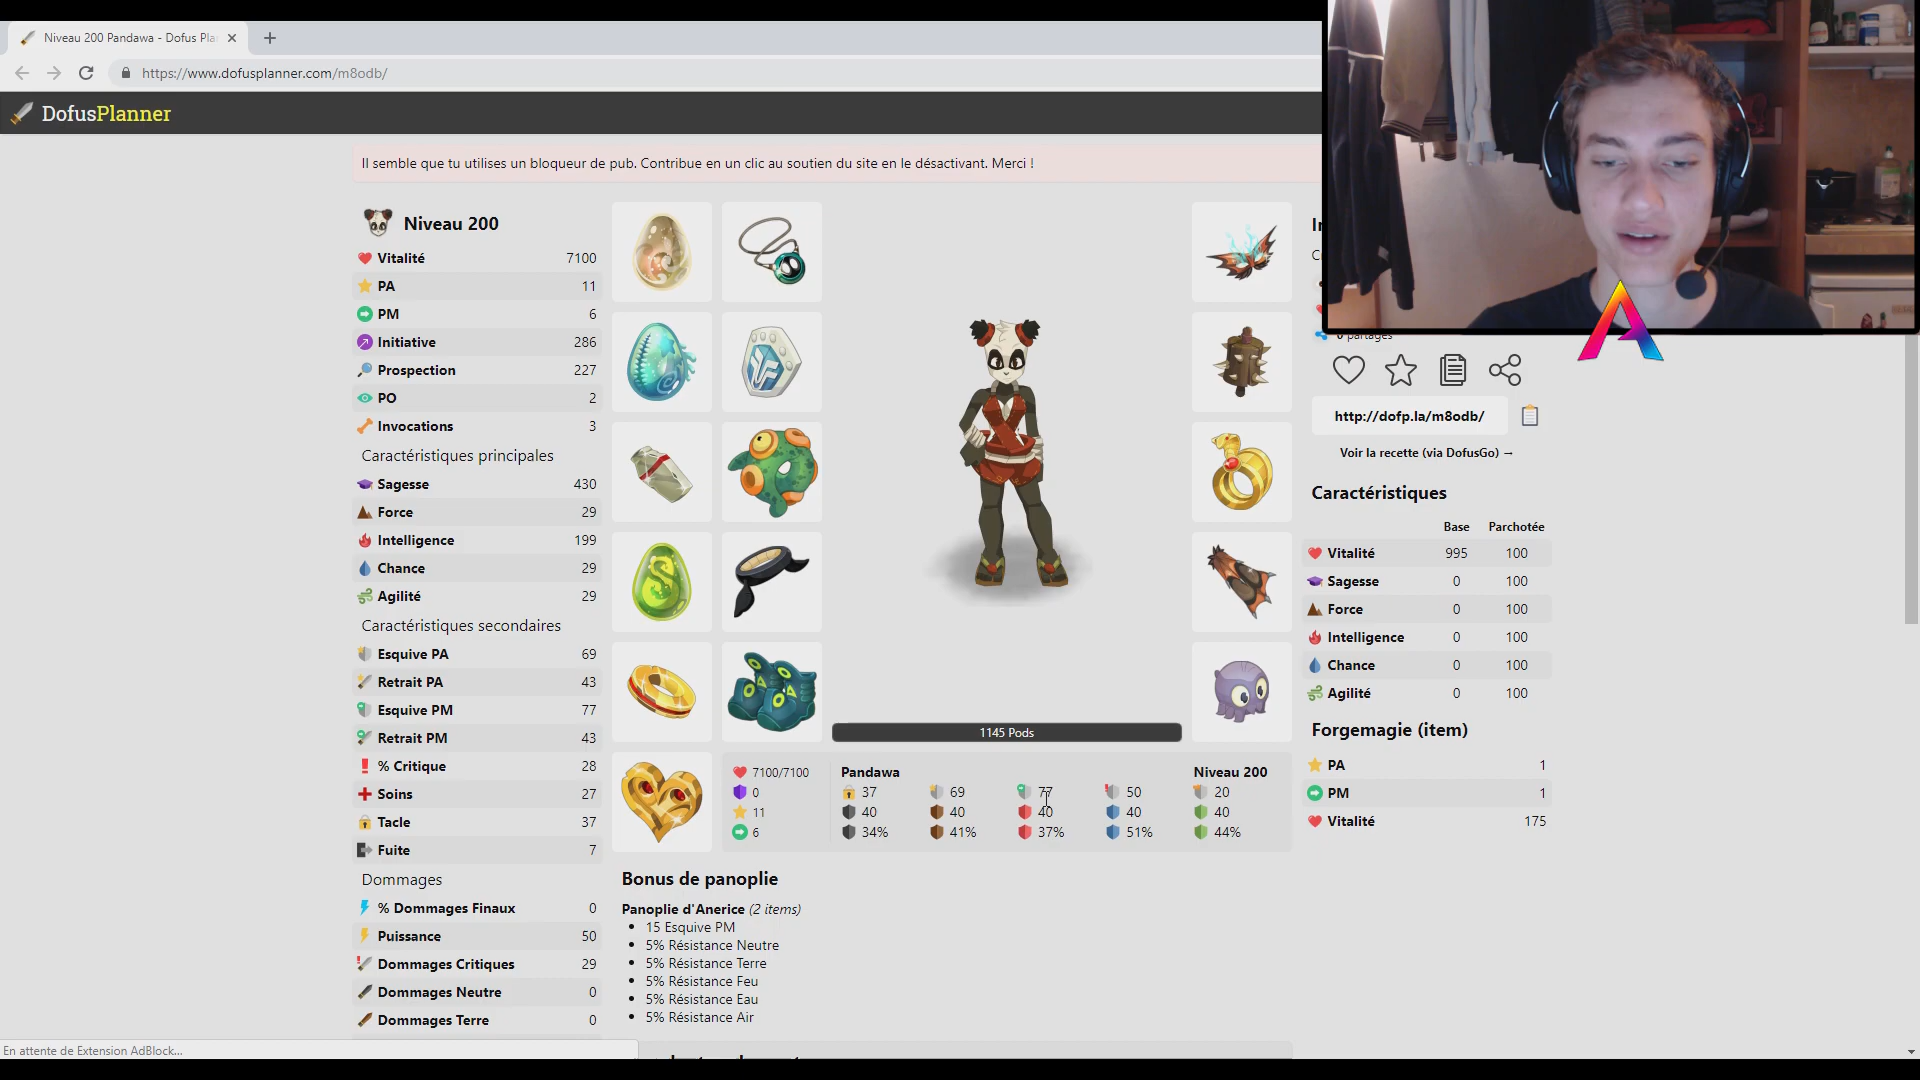 Niveau 200 Pandawa - Dofus Pla
https://www.dofusplanner.com/m8odb/
DofusPlanner
Il semble que tu utilises un bloqueur de pub. Contribue en un clic au soutien du site en le désactivant. Merci !
Niveau 200
Vitalité 7100
PA 11
PM 6
Initiative 286
Prospection 227
PO 2
Invocations 3
Caractéristiques principales
Sagesse 430
Force 29
Intelligence 199
Chance 29
Agilité 29
Caractéristiques secondaires
Esquive PA 69
Retrait PA 43
Esquive PM 77
Retrait PM 43
% Critique 28
Soins 27
Tacle 37
Fuite 7
Dommages
% Dommages Finaux 0
Puissance 50
Dommages Critiques 29
Dommages Neutre 0
Dommages Terre 0
En attente de Extension AdBlock...
1145 Pods
7100/7100 Pandawa Niveau 200
0 37 69 77 50 20
11 40 40 40 40 40
6 34% 41% 37% 51% 44%
Bonus de panoplie
Panoplie d'Anerice (2 items)
15 Esquive PM
5% Résistance Neutre
5% Résistance Terre
5% Résistance Feu
5% Résistance Eau
5% Résistance Air
partages
http://dofp.la/m8odb/
Voir la recette (via DofusGo) →
Caractéristiques
Base Parchotée
Vitalité 995 100
Sagesse 0 100
Force 0 100
Intelligence 0 100
Chance 0 100
Agilité 0 100
Forgemagie (item)
PA 1
PM 1
Vitalité 175